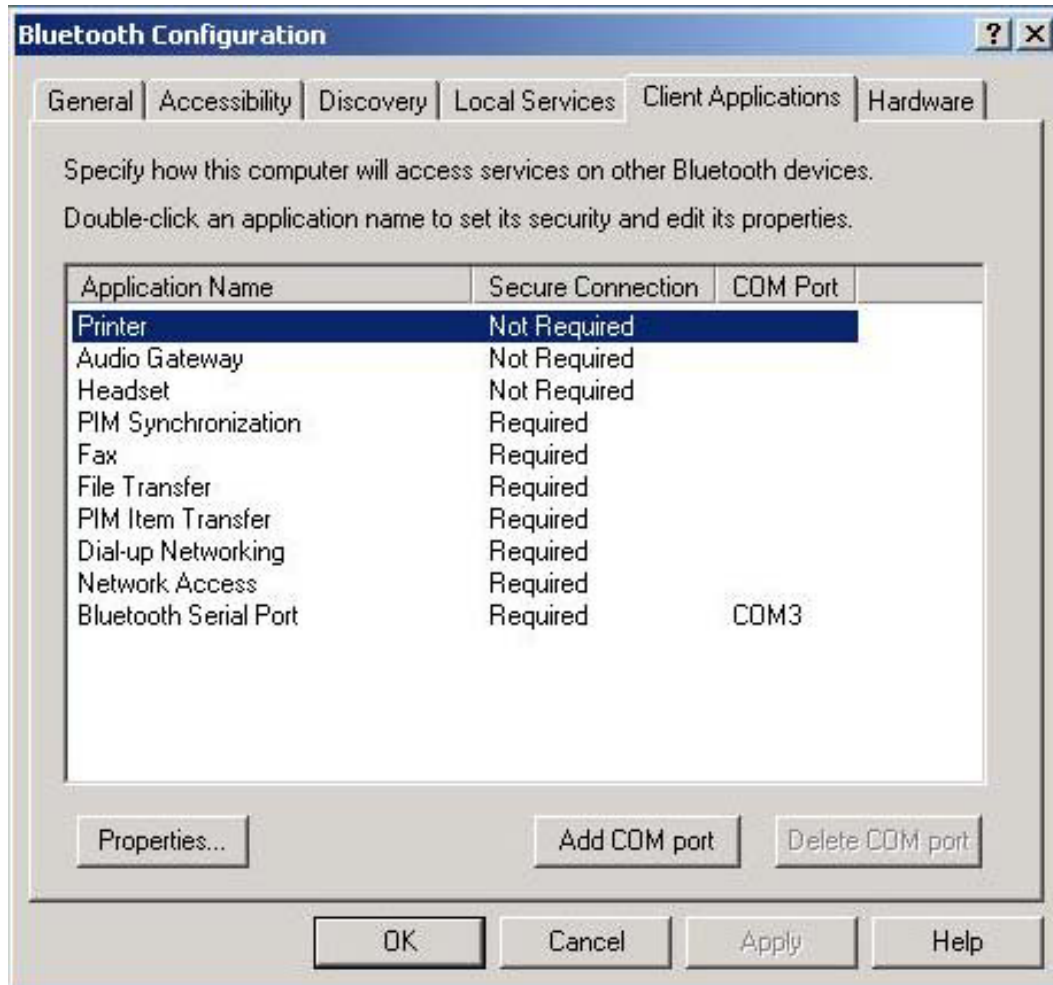 Bluetooth Configuration ? X
General Accessibility Discovery Local Services Client Applications Hardware
Specify how this computer will access services on other Bluetooth devices.
Double-click an application name to set its security and edit its properties.
Application Name Secure Connection COM Port
Printer Not Required
Audio Gateway Not Required
Headset Not Required
PIM Synchronization Required
Fax Required
File Transfer Required
PIM Item Transfer Required
Dial-up Networking Required
Network Access Required
Bluetooth Serial Port Required COM3
Properties... Add COM port Delete COM port
OK Cancel Apply Help